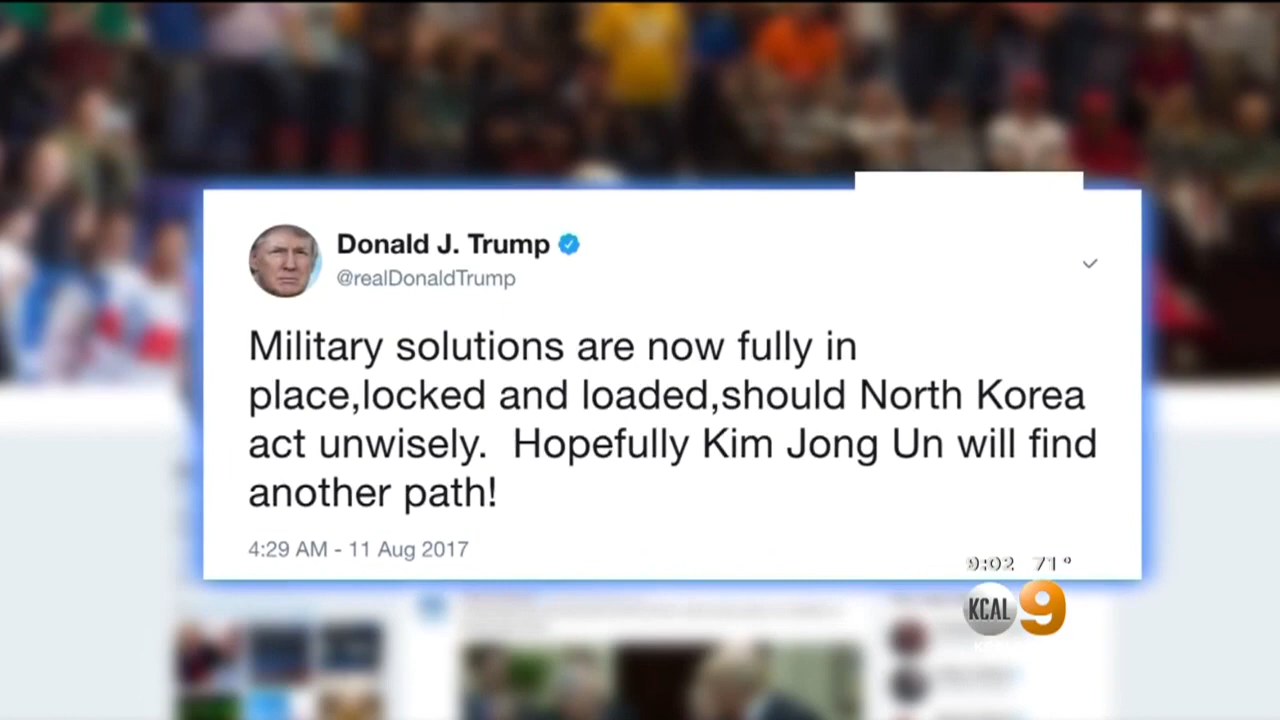 Donald J. Trump
@realDonaldTrump
Military solutions are now fully in
place,locked and loaded,should North Korea
act unwisely.  Hopefully Kim Jong Un will find
another path!
4:29 AM - 11 Aug 2017
9:02 71°
KCAL 9